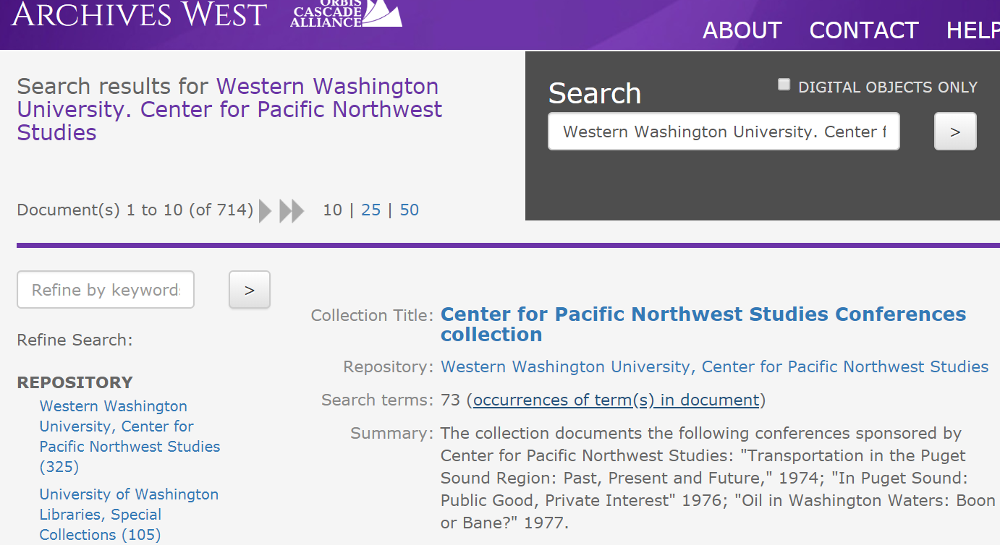 ARCHIVES WEST
ORBIS
CASCADE
ALLIANCE
ABOUT CONTACT HELP
Search results for Western Washington
University. Center for Pacific Northwest
Studies
Search
DIGITAL OBJECTS ONLY
Western Washington University. Center f
>
Document(s) 1 to 10 (of 714) 10 | 25 | 50
Refine by keyword
>
Refine Search:
REPOSITORY
Western Washington
University, Center for
Pacific Northwest Studies
(325)
University of Washington
Libraries, Special
Collections (105)
Collection Title: Center for Pacific Northwest Studies Conferences
collection
Repository: Western Washington University, Center for Pacific Northwest Studies
Search terms: 73 (occurrences of term(s) in document)
Summary: The collection documents the following conferences sponsored by
Center for Pacific Northwest Studies: "Transportation in the Puget
Sound Region: Past, Present and Future," 1974; "In Puget Sound:
Public Good, Private Interest" 1976; "Oil in Washington Waters: Boon
or Bane?" 1977.